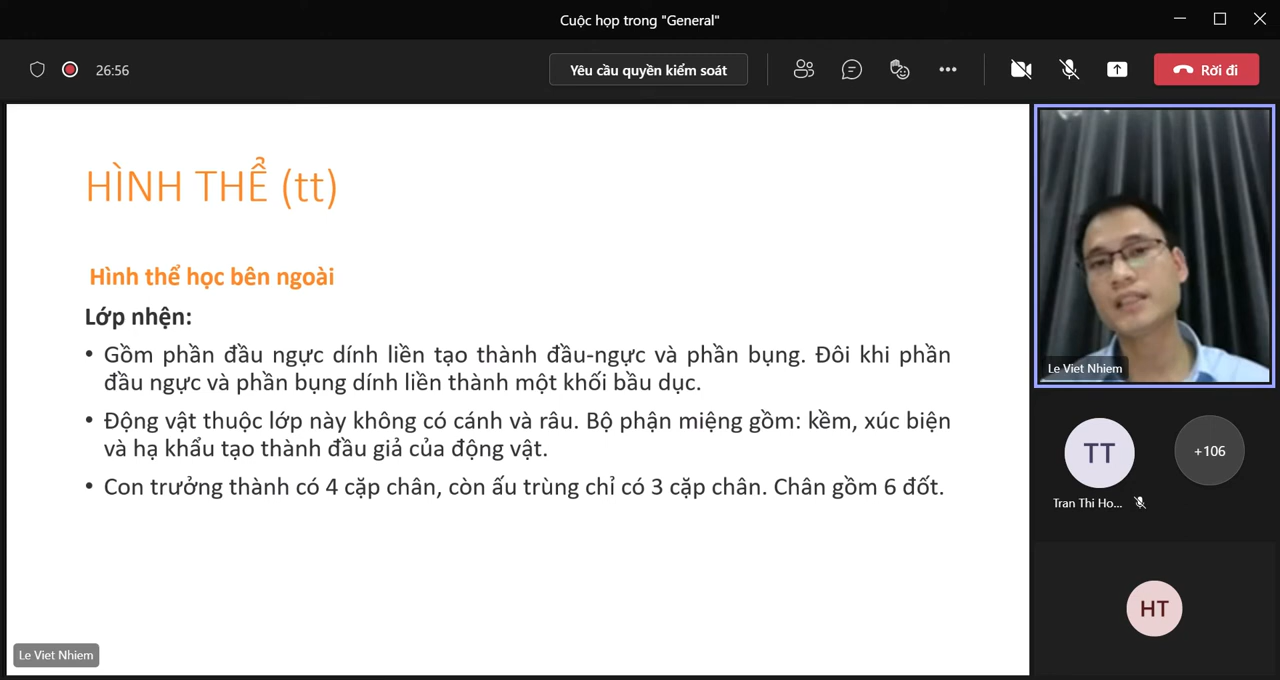 Cuộc họp trong "General"
26:56
Yêu cầu quyền kiểm soát
Rời đi
HÌNH THỂ (tt)
Hình thể học bên ngoài
Lớp nhện:
• Gồm phần đầu ngực dính liền tạo thành đầu-ngực và phần bụng. Đôi khi phần
đầu ngực và phần bụng dính liền thành một khối bầu dục.
• Động vật thuộc lớp này không có cánh và râu. Bộ phận miệng gồm: kềm, xúc biện
và hạ khẩu tạo thành đầu giả của động vật.
• Con trưởng thành có 4 cặp chân, còn ấu trùng chỉ có 3 cặp chân. Chân gồm 6 đốt.
Le Viet Nhiem
Le Viet Nhiem
TT
+106
Tran Thi Ho...
HT